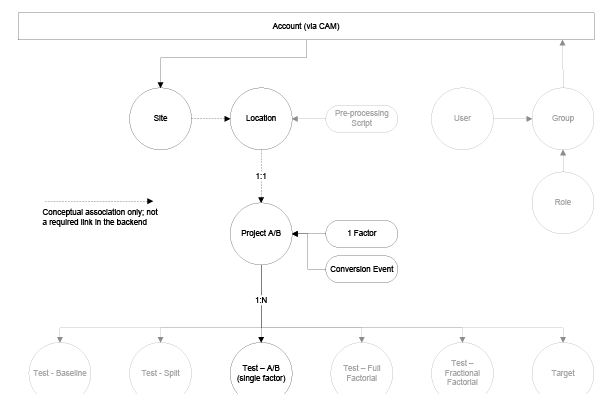 Account (via CAM)
Site
Location
Pre-processing
Script
User
Group
1:1
Role
Conceptual association only; not
a required link in the backend
Project A/B
1 Factor
Conversion Event
1:N
Test - Baseline
Test - Split
Test – A/B
(single factor)
Test – Full
Factorial
Test –
Fractional
Factorial
Target